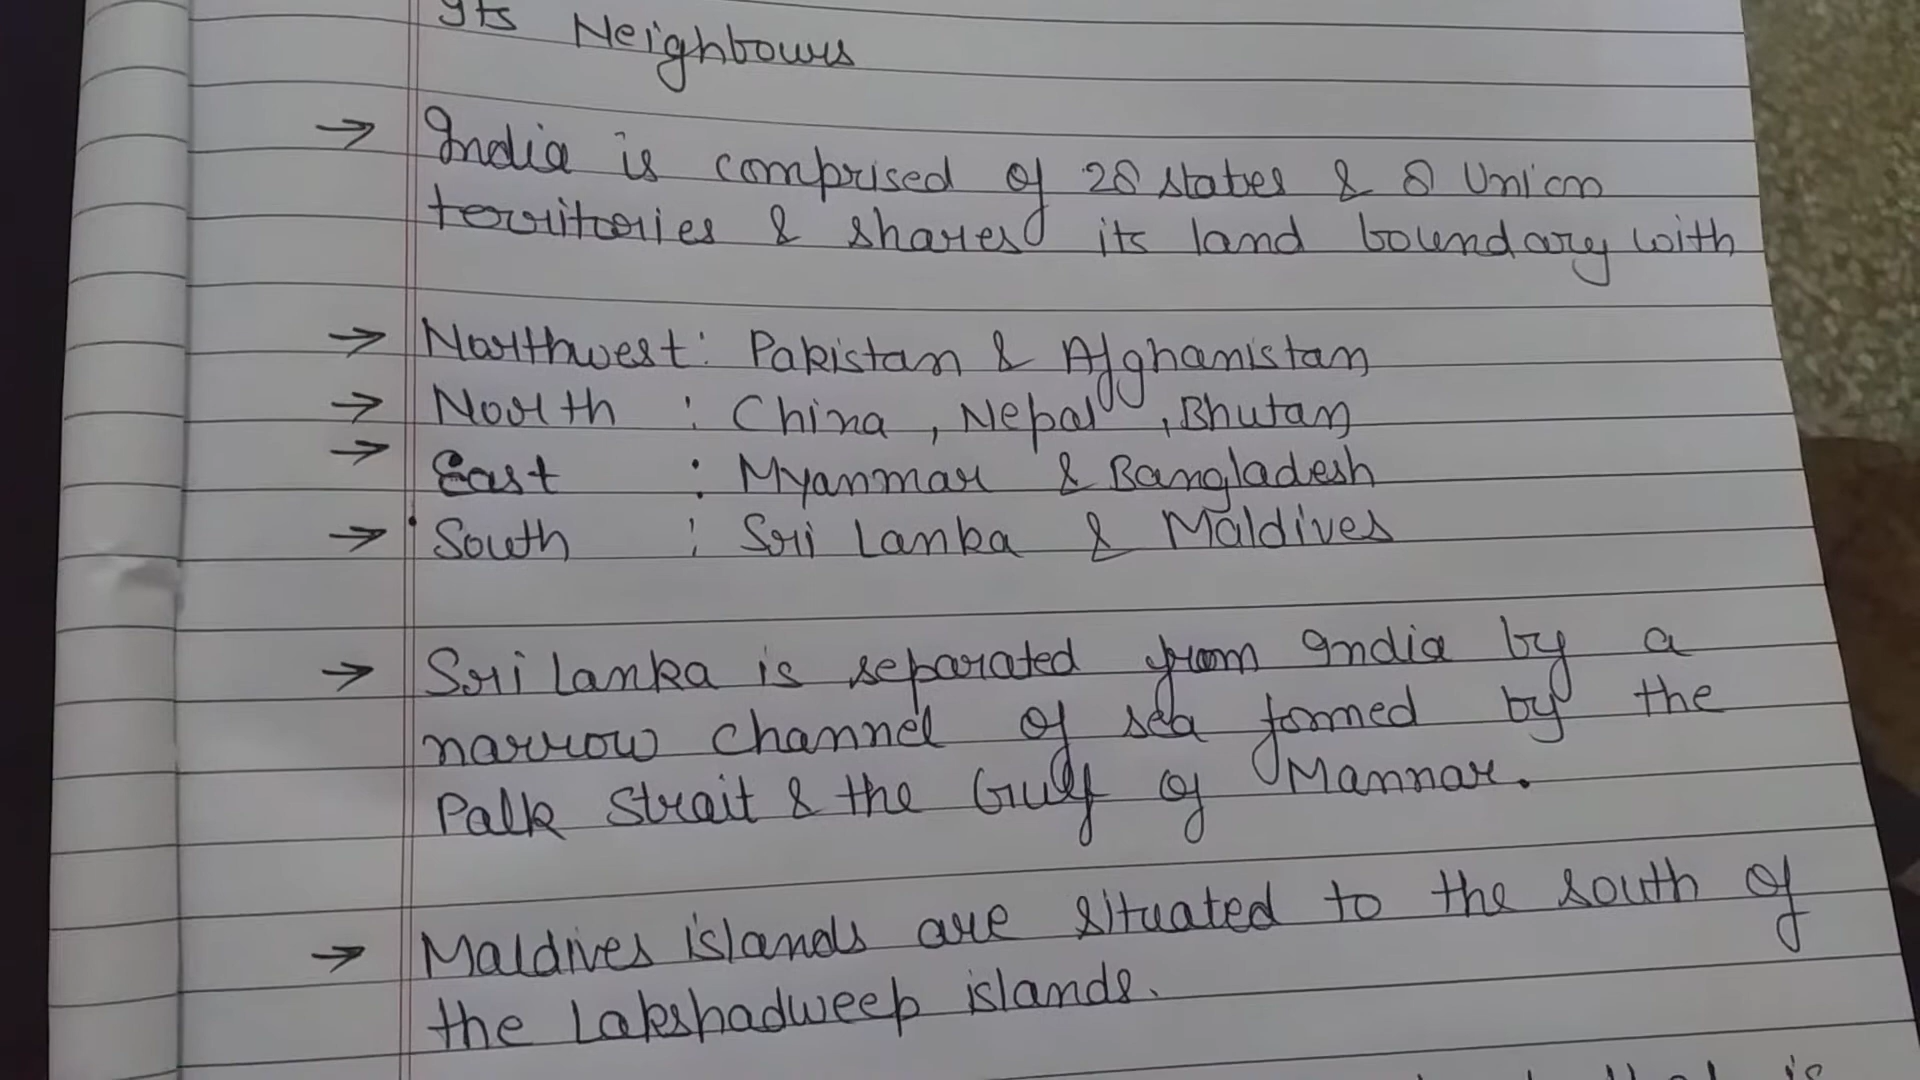 Its Neighbours
→ India is comprised of 28 states & 8 Union
territories & shares its land boundary with
→ Northwest: Pakistan & Afghanistan
→ North : China, Nepal, Bhutan
→ East : Myanmar & Bangladesh
→ South : Sri Lanka & Maldives
→ Sri Lanka is separated from India by a
narrow channel of sea formed by the
Palk Strait & the Gulf of Mannar.
→ Maldives islands are situated to the south of
the Lakshadweep islands.
is